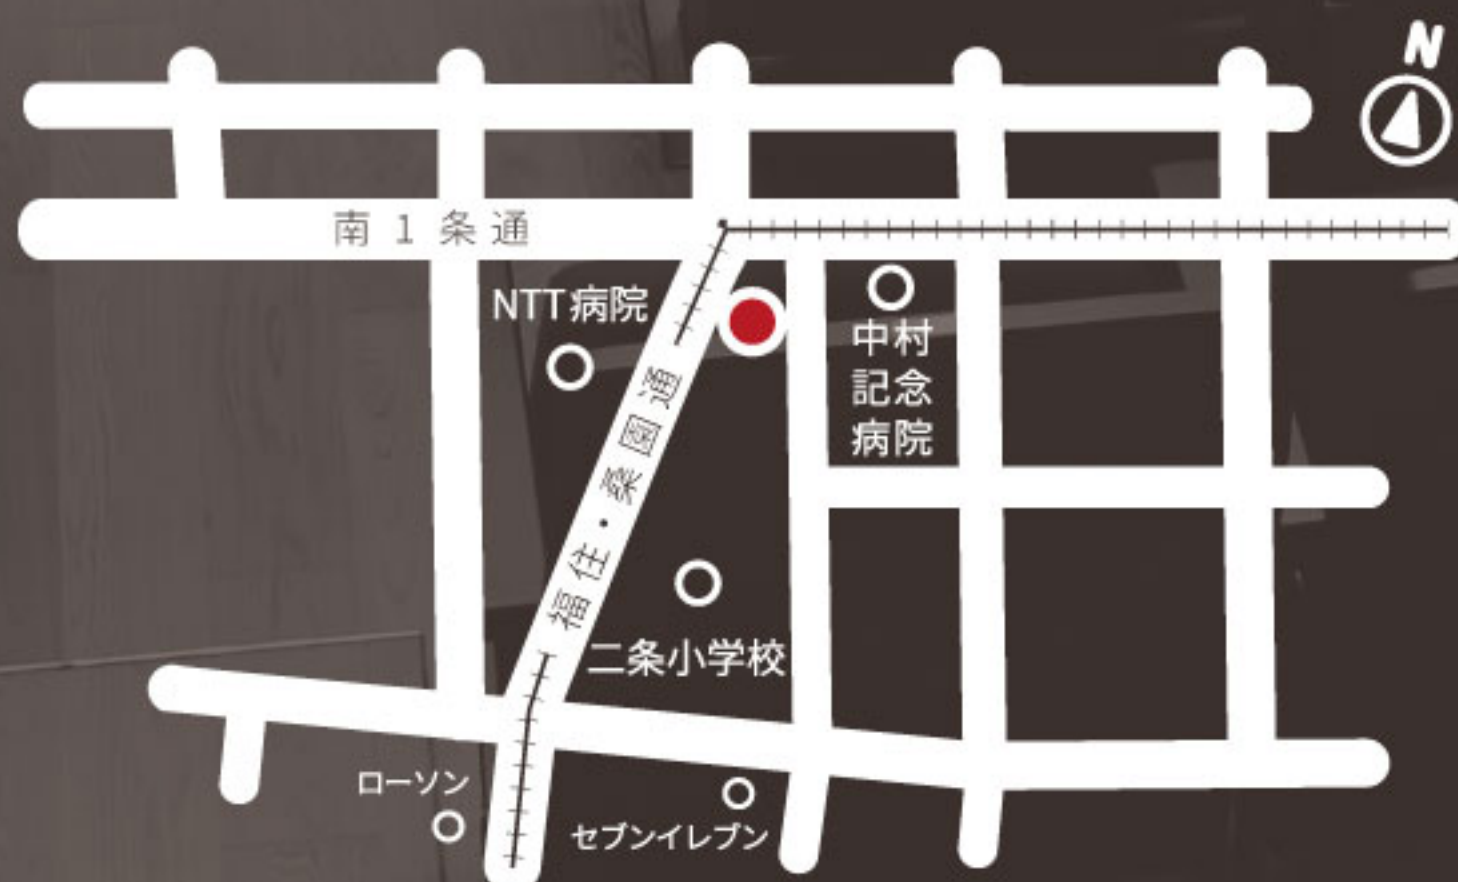 N
南1条通
NTT病院
中村
記念
病院
福住・桑園通
二条小学校
ローソン
セブンイレブン